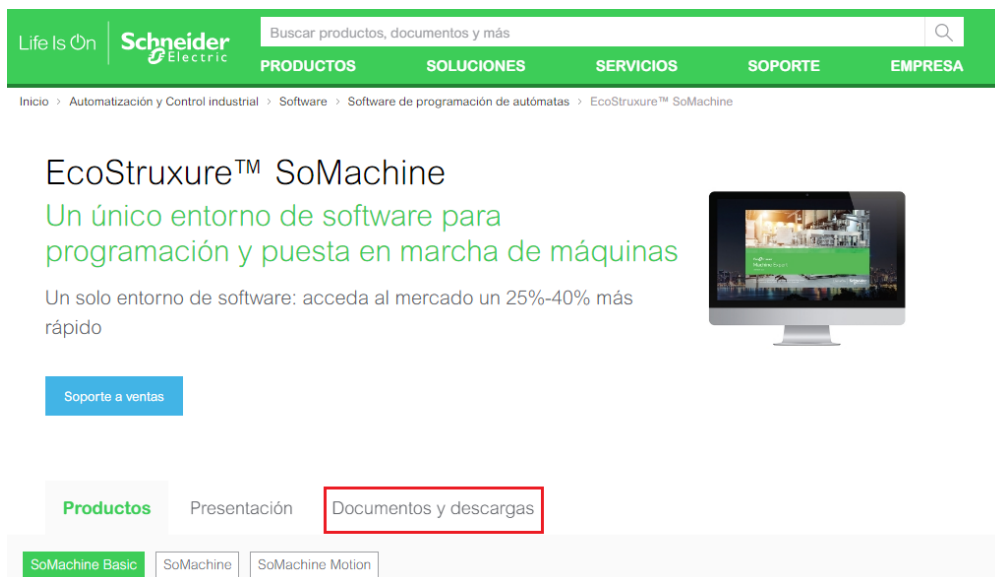 Life Is On
Schneider
Electric
Buscar productos, documentos y más
PRODUCTOS SOLUCIONES SERVICIOS SOPORTE EMPRESA
Inicio > Automatización y Control industrial > Software > Software de programación de autómatas > EcoStruxure™ SoMachine
EcoStruxure™ SoMachine
Un único entorno de software para
programación y puesta en marcha de máquinas
Un solo entorno de software: acceda al mercado un 25%-40% más
rápido
Soporte a ventas
Productos Presentación Documentos y descargas
SoMachine Basic SoMachine SoMachine Motion